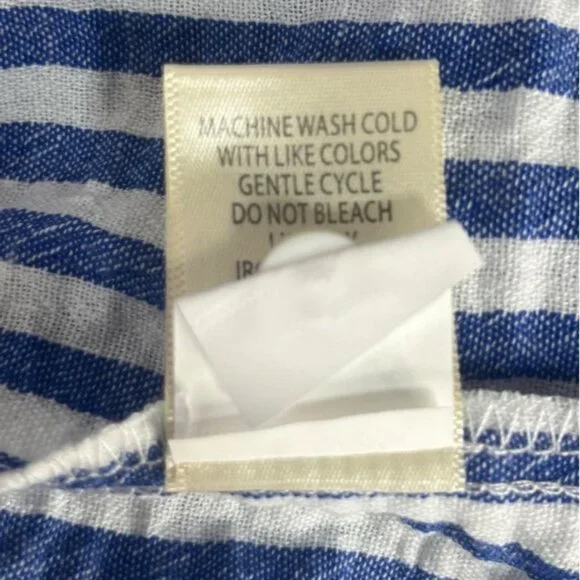 MACHINE WASH COLD
WITH LIKE COLORS
GENTLE CYCLE
DO NOT BLEACH